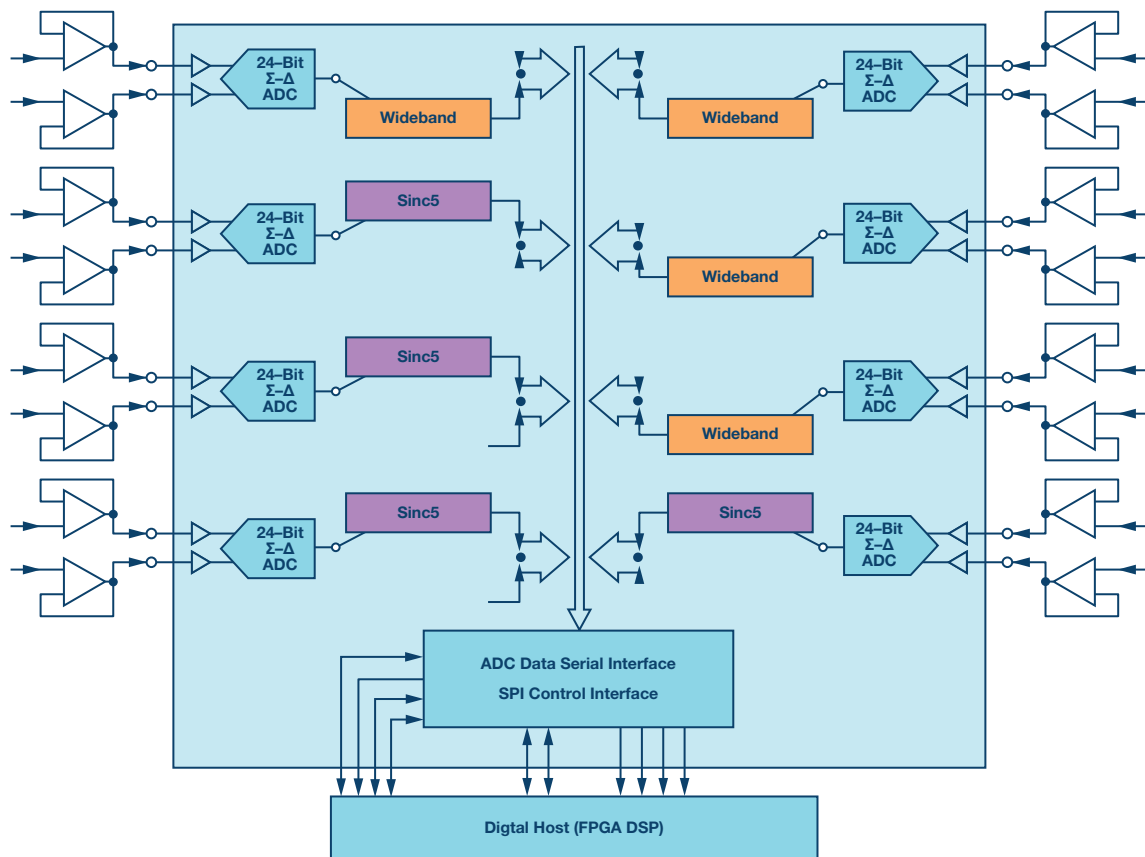 24–Bit
Σ–Δ
ADC
Wideband
Wideband
24–Bit
Σ–Δ
ADC
24–Bit
Σ–Δ
ADC
Sinc5
Wideband
24–Bit
Σ–Δ
ADC
24–Bit
Σ–Δ
ADC
Sinc5
Wideband
24–Bit
Σ–Δ
ADC
24–Bit
Σ–Δ
ADC
Sinc5
Sinc5
24–Bit
Σ–Δ
ADC
ADC Data Serial Interface
SPI Control Interface
Digtal Host (FPGA DSP)